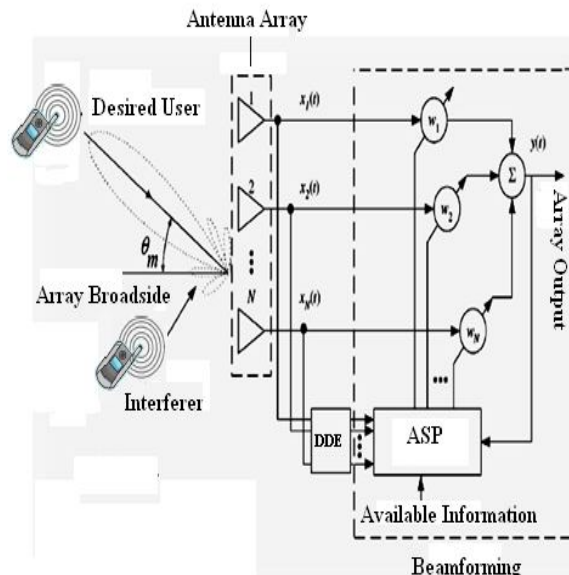 Antenna Array
Desired User
1
x1(t)
w1
y(t)
Σ
2
x2(t)
w2
Array Output
θm
Array Broadside
N
xN(t)
wN
Interferer
DDE
ASP
Available Information
Beamforming